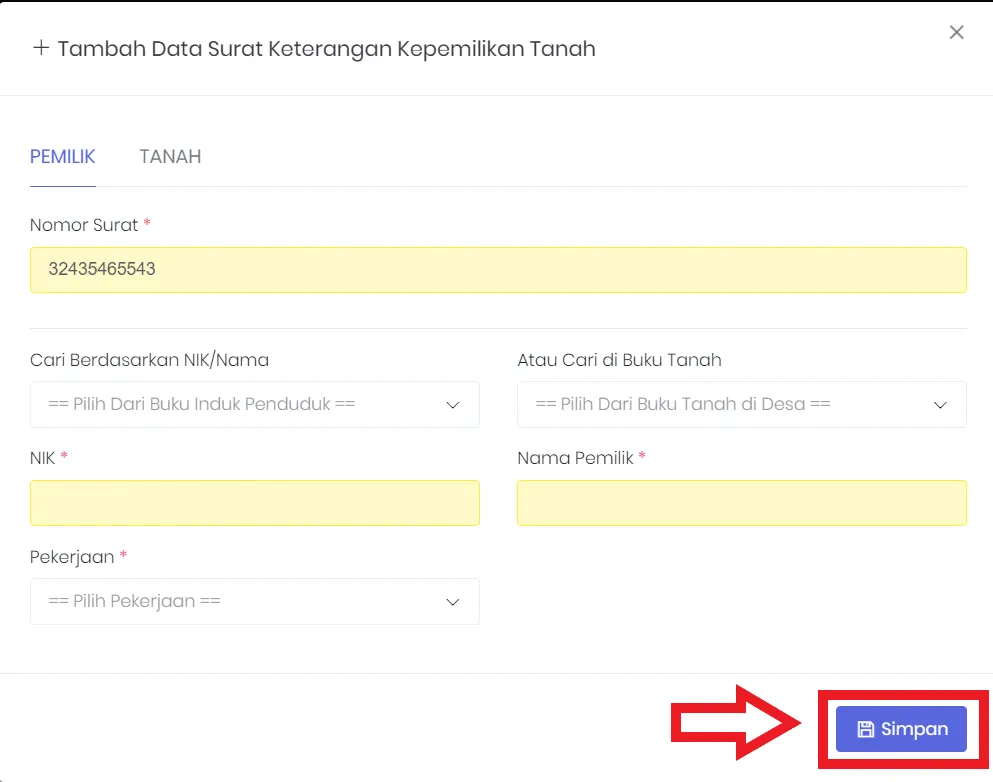 + Tambah Data Surat Keterangan Kepemilikan Tanah
PEMILIK TANAH
Nomor Surat *
32435465543
Cari Berdasarkan NIK/Nama
== Pilih Dari Buku Induk Penduduk ==
Atau Cari di Buku Tanah
== Pilih Dari Buku Tanah di Desa ==
NIK *
Nama Pemilik *
Pekerjaan *
== Pilih Pekerjaan ==
Simpan